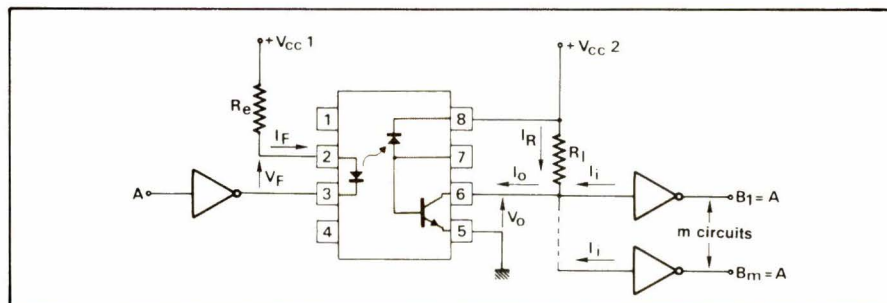 + VCC 1
+ VCC 2
Re
1
8
IF
IR
Rl
2
7
Io
Ii
A
VF
3
6
B1 = A
Vo
m circuits
4
5
Ii
Bm = A